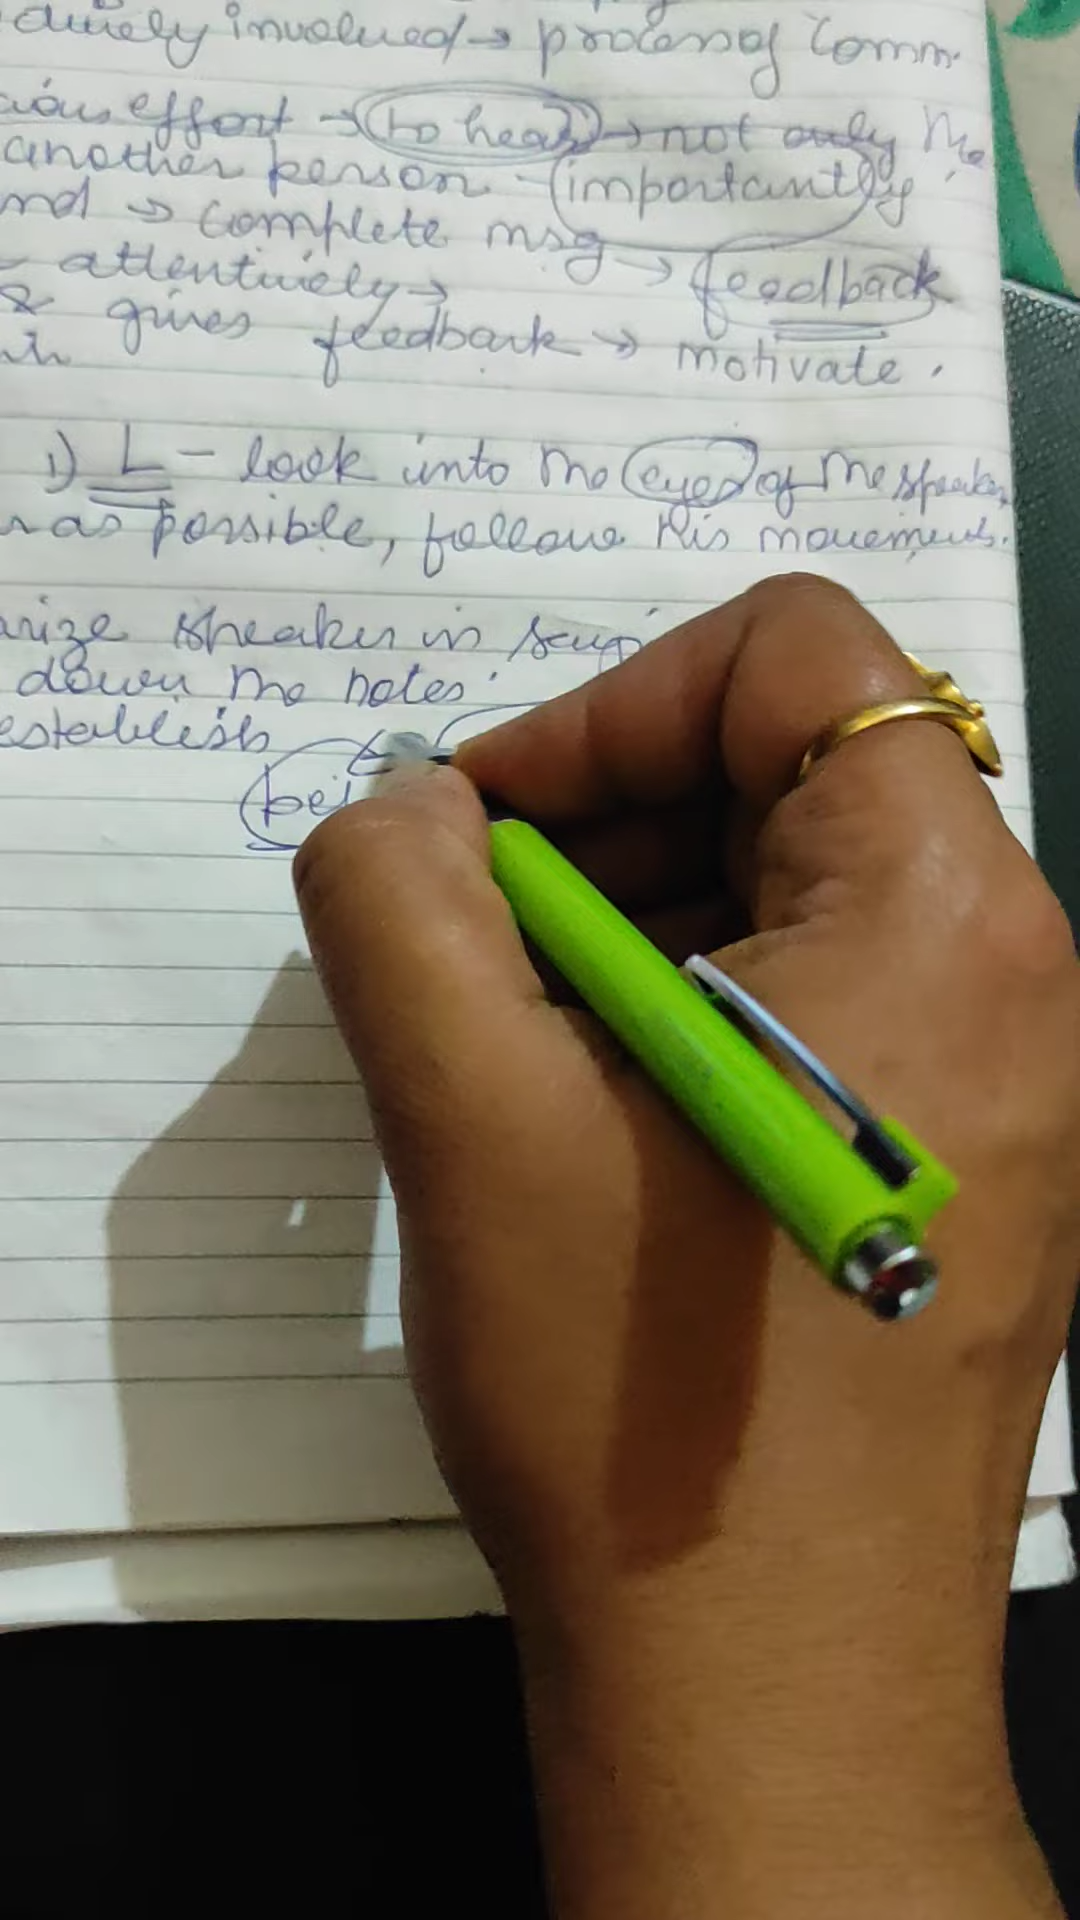 involved → process of Comm.
effort → to hear → not only the
another person. importantly
→ complete msg → feedback
attentively →
& gives feedback → motivate.
1) L - look into the eyes of the speaker
as possible, follow his movements.
speaker in
down the notes.
establish